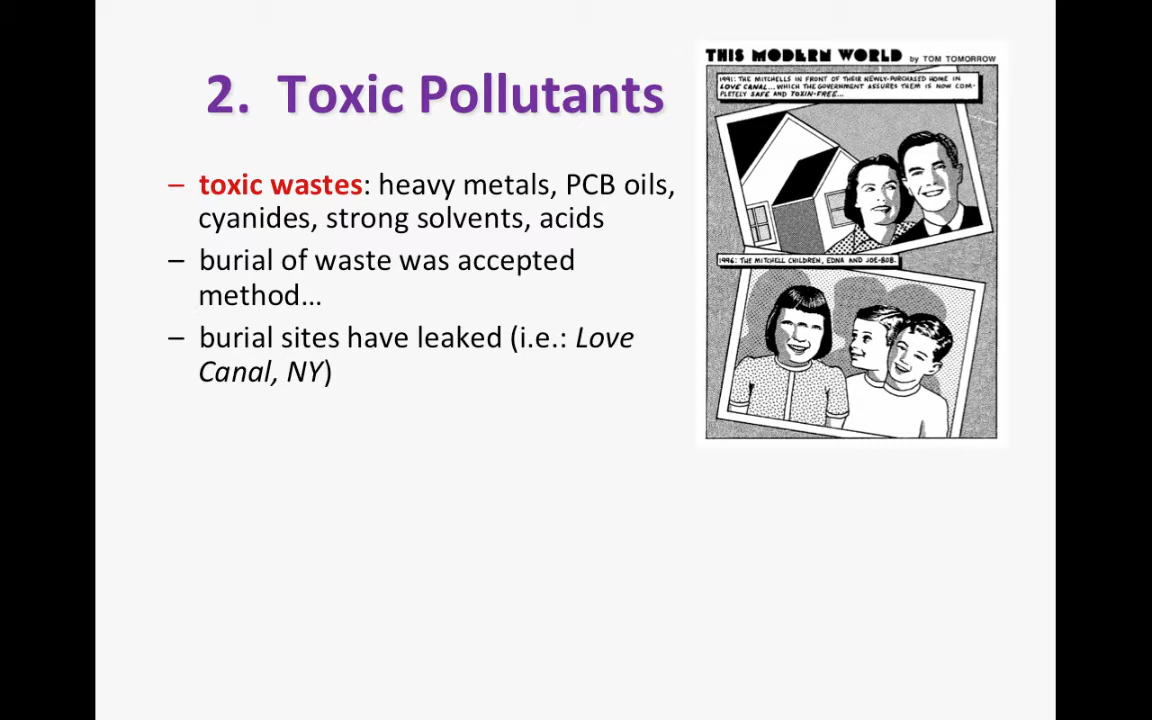 2. Toxic Pollutants
– toxic wastes: heavy metals, PCB oils,
cyanides, strong solvents, acids
– burial of waste was accepted
method...
– burial sites have leaked (i.e.: Love
Canal, NY)
THIS MODERN WORLD by TOM TOMORROW
1991: THE MITCHELLS IN FRONT OF THEIR NEWLY-PURCHASED HOME IN
LOVE CANAL... WHICH THE GOVERNMENT ASSURES THEM IS NOW COM-
PLETELY SAFE AND TOXIN-FREE...
1996: THE MITCHELL CHILDREN, EDNA AND JOE-BOB.